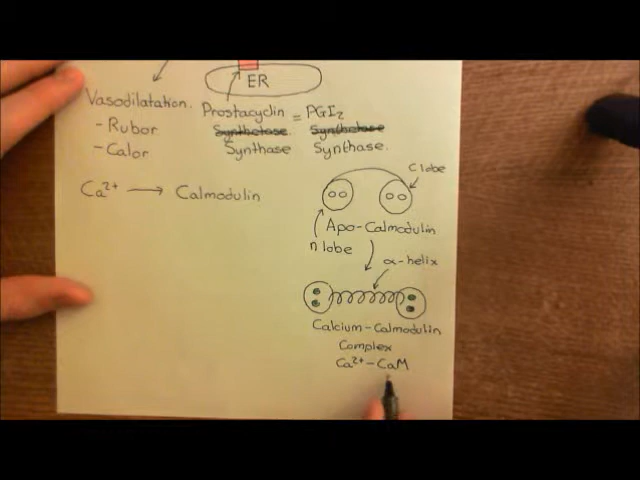 ER
Vasodilatation. Prostacyclin = PGI2
- Rubor Synthetase. Synthetase
- Calor Synthase Synthase.
C lobe
Ca2+ → Calmodulin
Apo-Calmodulin
n lobe
α-helix
Calcium-Calmodulin
Complex
Ca2+-CaM